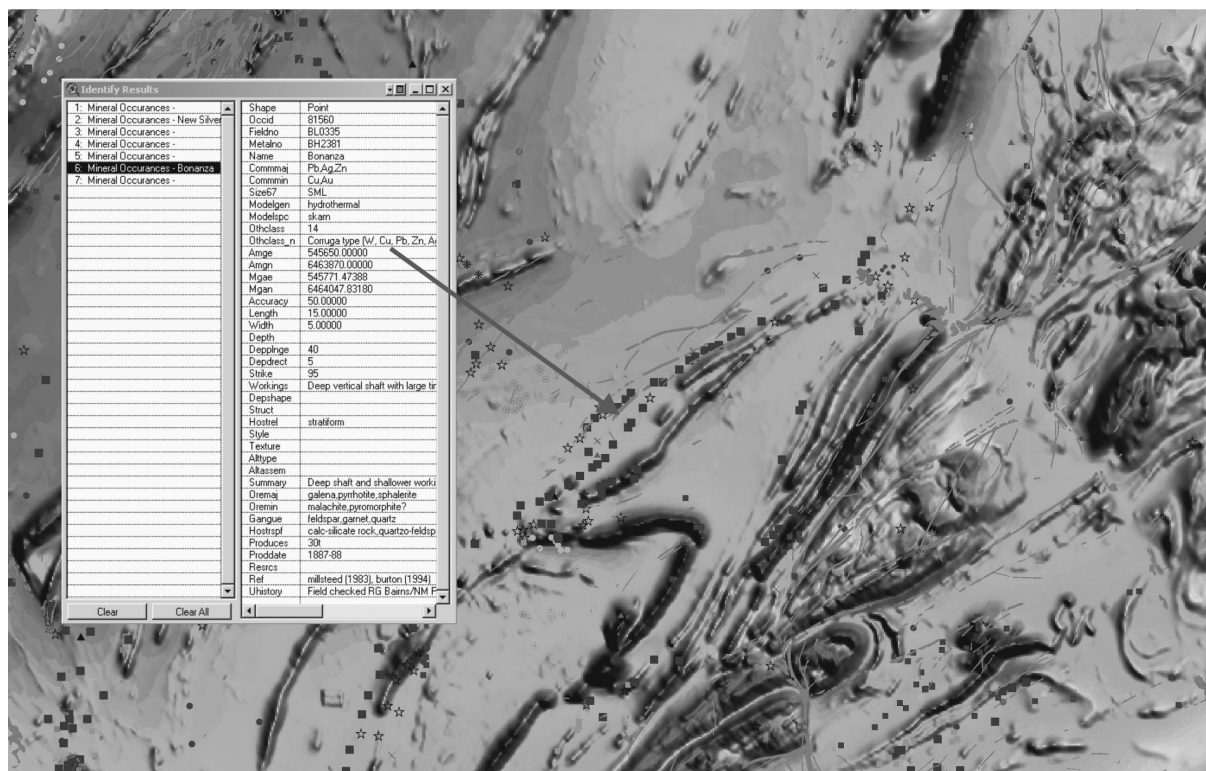 Identify Results
1: Mineral Occurances -
2: Mineral Occurances - New Silver
3: Mineral Occurances -
4: Mineral Occurances -
5: Mineral Occurances -
6: Mineral Occurances - Bonanza
7: Mineral Occurances -
Clear Clear All
Shape Point
Occid 81560
Fieldno BL0335
Metalno BH2381
Name Bonanza
Commmaj Pb,Ag,Zn
Commmin Cu,Au
Size67 SML
Modelgen hydrothermal
Modelspc skarn
Othclass 14
Othclass_n Corruga type (W, Cu, Pb, Zn, A
Amge 545650.00000
Amgn 6463870.00000
Mgae 545771.47388
Mgan 6464047.83180
Accuracy 50.00000
Length 15.00000
Width 5.00000
Depth
Depplnge 40
Depdrect 5
Strike 95
Workings Deep vertical shaft with large tir
Depshape
Struct
Hostrel stratiform
Style
Texture
Alttype
Altassem
Summary Deep shaft and shallower worki
Oremaj galena,pyrrhotite,sphalerite
Oremin malachite,pyromorphite?
Gangue feldspar,garnet,quartz
Hostrspf calc-silicate rock,quartzo-feldsp
Produces 30t
Proddate 1887-88
Resrcs
Ref millsteed (1983), burton (1994)
Uhistory Field checked RG Bairns/NM F